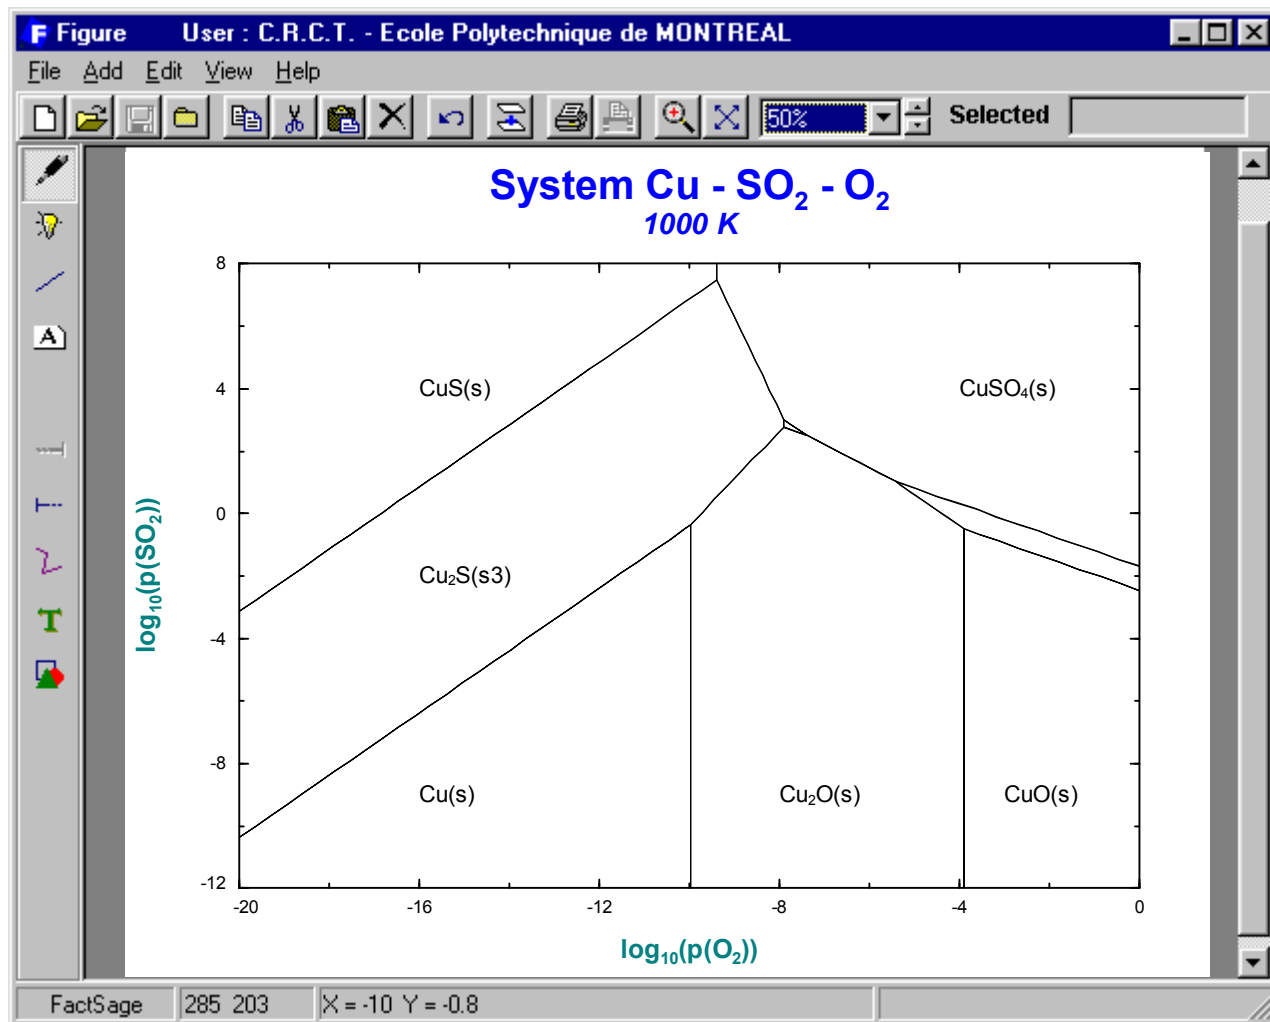 Figure User : C.R.C.T. - Ecole Polytechnique de MONTREAL
File Add Edit View Help
50% Selected
System Cu - SO₂ - O₂
1000 K
8
4
0
-4
-8
-12
log₁₀(p(SO₂))
CuS(s)
CuSO₄(s)
Cu₂S(s3)
Cu(s)
Cu₂O(s)
CuO(s)
-20 -16 -12 -8 -4 0
log₁₀(p(O₂))
FactSage 285 203 X = -10 Y = -0.8